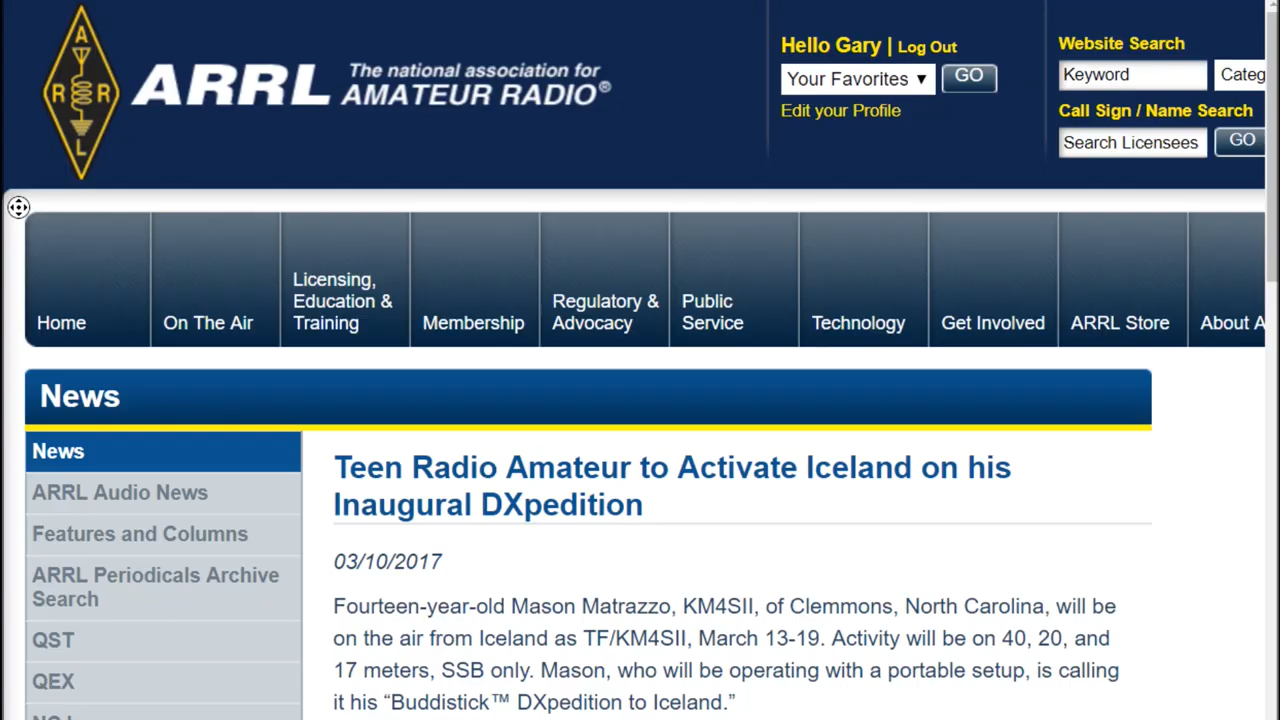 A
R R
L
ARRL The national association for
AMATEUR RADIO®
Hello Gary | Log Out
Your Favorites ▼ GO
Edit your Profile
Website Search
Keyword Categ
Call Sign / Name Search
Search Licensees GO
Home
On The Air
Licensing,
Education &
Training
Membership
Regulatory &
Advocacy
Public
Service
Technology
Get Involved
ARRL Store
About A
News
News
ARRL Audio News
Features and Columns
ARRL Periodicals Archive
Search
QST
QEX
Teen Radio Amateur to Activate Iceland on his
Inaugural DXpedition
03/10/2017
Fourteen-year-old Mason Matrazzo, KM4SII, of Clemmons, North Carolina, will be
on the air from Iceland as TF/KM4SII, March 13-19. Activity will be on 40, 20, and
17 meters, SSB only. Mason, who will be operating with a portable setup, is calling
it his “Buddistick™ DXpedition to Iceland.”